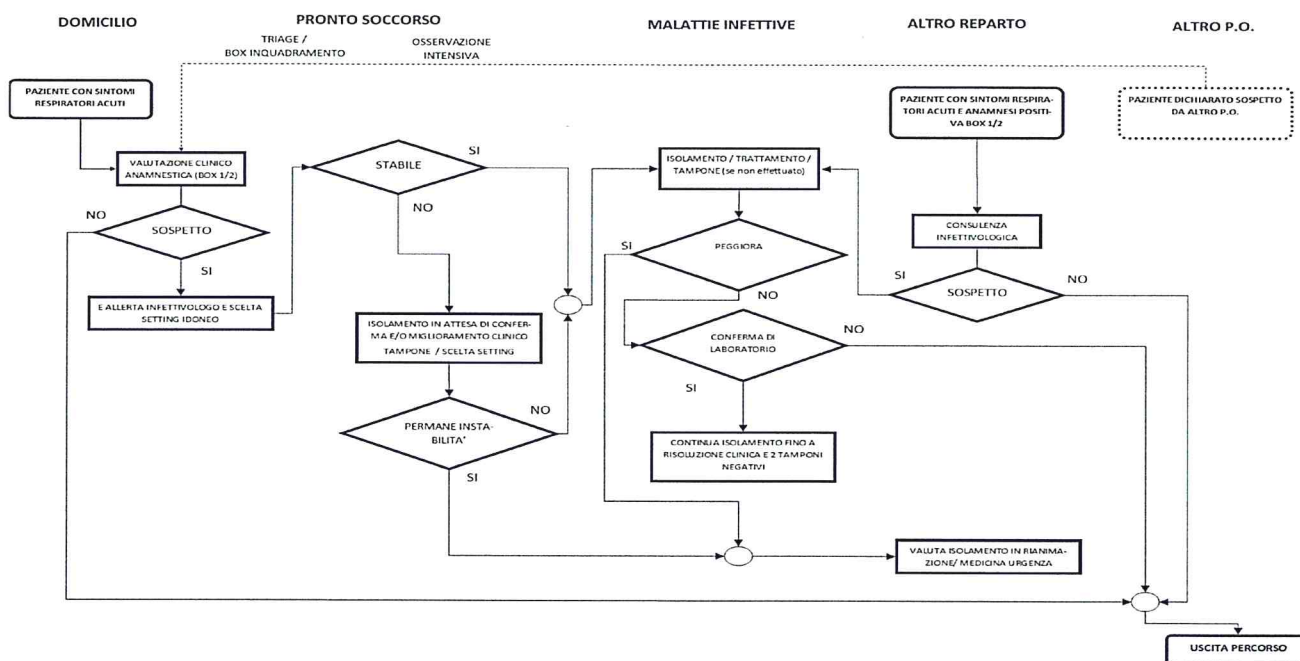 DOMICILIO
PRONTO SOCCORSO
MALATTIE INFETTIVE
ALTRO REPARTO
ALTRO P.O.
TRIAGE /
BOX INQUADRAMENTO
OSSERVAZIONE
INTENSIVA
PAZIENTE CON SINTOMI
RESPIRATORI ACUTI
PAZIENTE CON SINTOMI RESPIRA-
TORI ACUTI E ANAMNESI POSITI-
VA BOX 1/2
PAZIENTE DICHIARATO SOSPETTO
DA ALTRO P.O.
VALUTAZIONE CLINICO
ANAMNESTICA (BOX 1/2)
STABILE
SI
NO
ISOLAMENTO / TRATTAMENTO /
TAMPONE (se non effettuato)
NO
SOSPETTO
SI
E ALLERTA INFETTIVOLOGO E SCELTA
SETTING IDONEO
CONSULENZA
INFETTIVOLOGICA
SI
PEGGIORA
NO
SI
SOSPETTO
NO
ISOLAMENTO IN ATTESA DI CONFER-
MA E/O MIGLIORAMENTO CLINICO
TAMPONE / SCELTA SETTING
CONFERMA DI
LABORATORIO
NO
SI
PERMANE INSTA-
BILITA'
NO
SI
CONTINUA ISOLAMENTO FINO A
RISOLUZIONE CLINICA E 2 TAMPONI
NEGATIVI
VALUTA ISOLAMENTO IN RIANIMA-
ZIONE/ MEDICINA URGENZA
USCITA PERCORSO